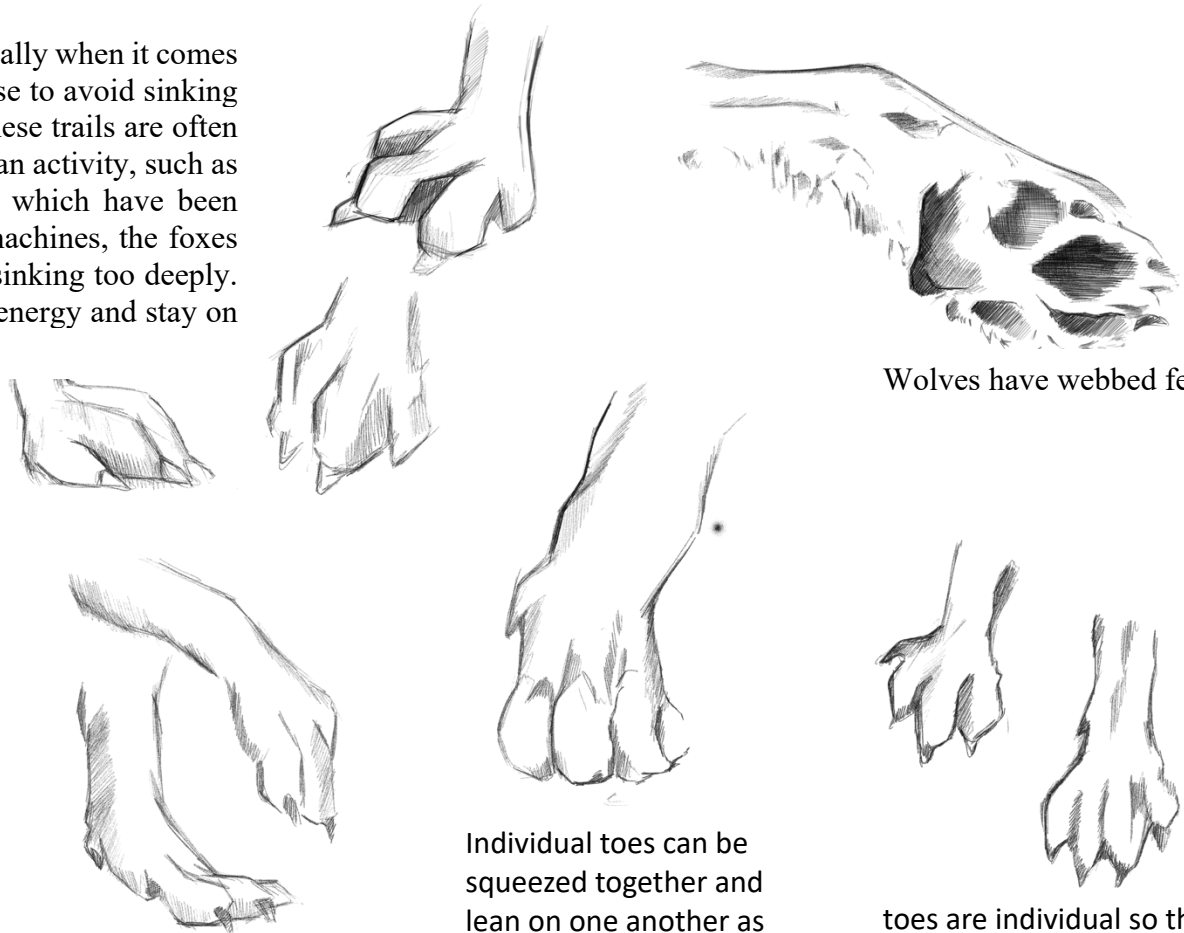 ally when it comes
se to avoid sinking
nese trails are often
an activity, such as
which have been
nachines, the foxes
sinking too deeply.
energy and stay on
Wolves have webbed fe
Individual toes can be
squeezed together and
lean on one another as
toes are individual so th